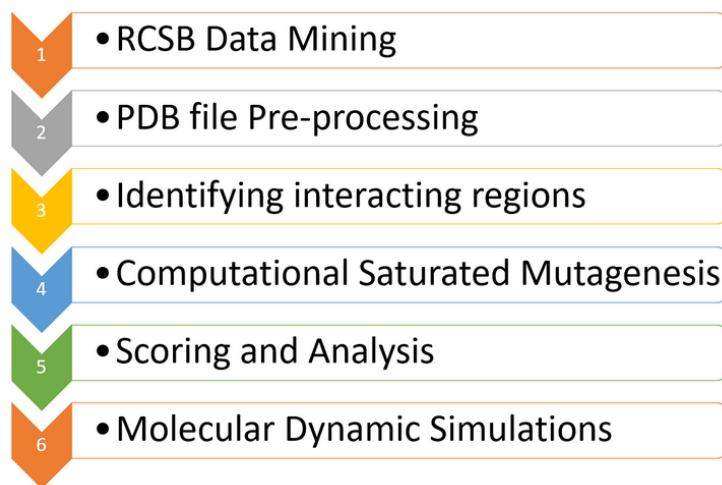 1
• RCSB Data Mining
2
• PDB file Pre-processing
3
• Identifying interacting regions
4
• Computational Saturated Mutagenesis
5
• Scoring and Analysis
6
• Molecular Dynamic Simulations